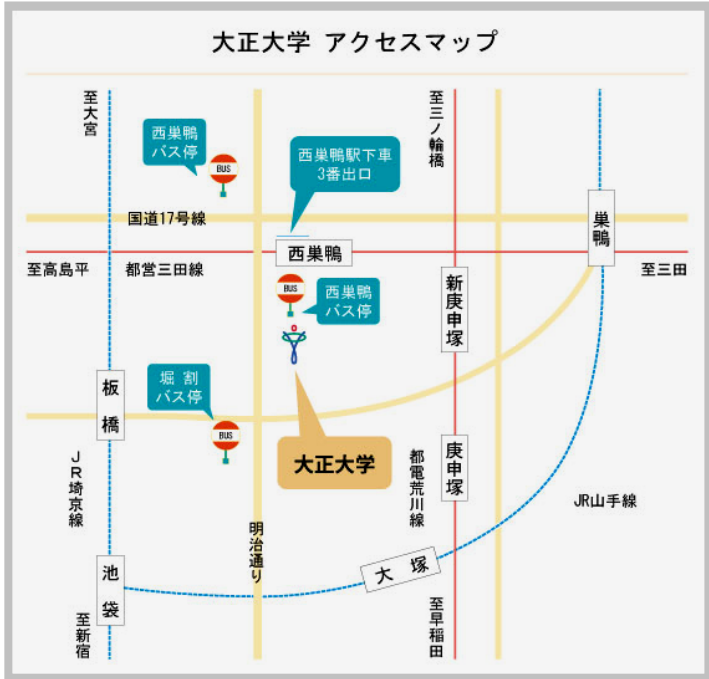 大正大学 アクセスマップ
至大宮
西巣鴨
バス停
BUS
西巣鴨駅下車
3番出口
至三ノ輪橋
国道17号線
巣鴨
西巣鴨
至高島平
都営三田線
至三田
BUS
西巣鴨
バス停
新庚申塚
板橋
堀割
バス停
BUS
大正大学
庚申塚
JR埼京線
都電荒川線
JR山手線
明治通り
池袋
大塚
至新宿
至早稲田